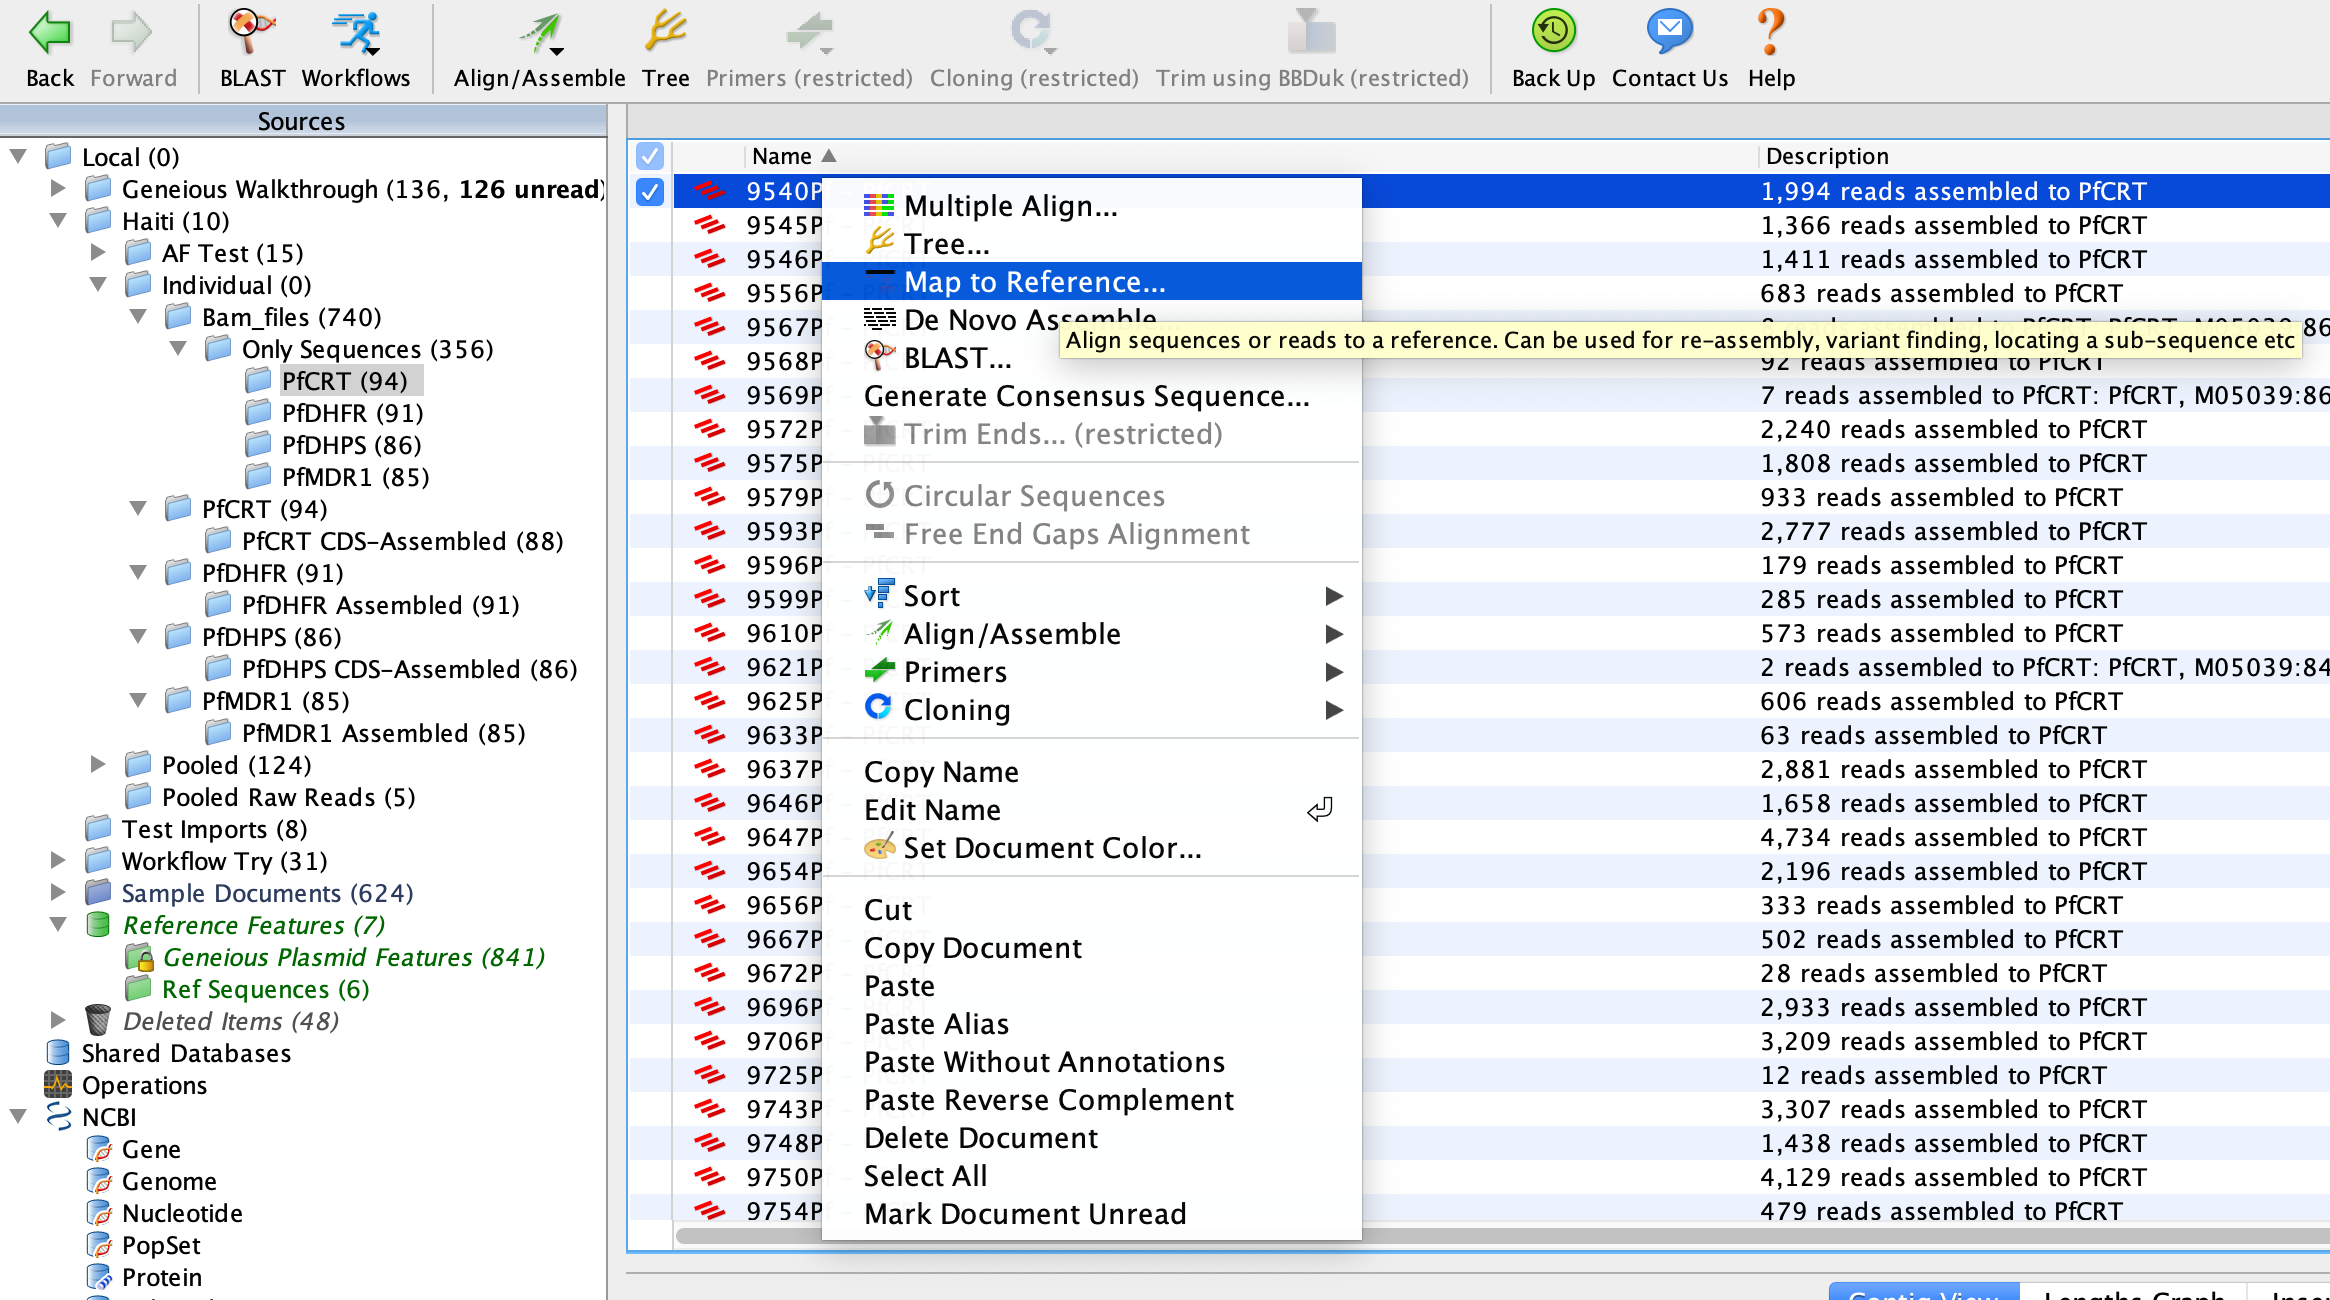 Back Forward BLAST Workflows Align/Assemble Tree Primers (restricted) Cloning (restricted) Trim using BBDuk (restricted) Back Up Contact Us Help
Sources
Local (0)
Geneious Walkthrough (136, 126 unread)
Haiti (10)
AF Test (15)
Individual (0)
Bam_files (740)
Only Sequences (356)
PfCRT (94)
PfDHFR (91)
PfDHPS (86)
PfMDR1 (85)
PfCRT (94)
PfCRT CDS-Assembled (88)
PfDHFR (91)
PfDHFR Assembled (91)
PfDHPS (86)
PfDHPS CDS-Assembled (86)
PfMDR1 (85)
PfMDR1 Assembled (85)
Pooled (124)
Pooled Raw Reads (5)
Test Imports (8)
Workflow Try (31)
Sample Documents (624)
Reference Features (7)
Geneious Plasmid Features (841)
Ref Sequences (6)
Deleted Items (48)
Shared Databases
Operations
NCBI
Gene
Genome
Nucleotide
PopSet
Protein
Name Description
9540P 1,994 reads assembled to PfCRT
9545P 1,366 reads assembled to PfCRT
9546P 1,411 reads assembled to PfCRT
9556P 683 reads assembled to PfCRT
9567P
9568P 92 reads assembled to PfCRT
9569P 7 reads assembled to PfCRT: PfCRT, M05039:86
9572P 2,240 reads assembled to PfCRT
9575P 1,808 reads assembled to PfCRT
9579P 933 reads assembled to PfCRT
9593P 2,777 reads assembled to PfCRT
9596P 179 reads assembled to PfCRT
9599P 285 reads assembled to PfCRT
9610P 573 reads assembled to PfCRT
9621P 2 reads assembled to PfCRT: PfCRT, M05039:84
9625P 606 reads assembled to PfCRT
9633P 63 reads assembled to PfCRT
9637P 2,881 reads assembled to PfCRT
9646P 1,658 reads assembled to PfCRT
9647P 4,734 reads assembled to PfCRT
9654P 2,196 reads assembled to PfCRT
9656P 333 reads assembled to PfCRT
9667P 502 reads assembled to PfCRT
9672P 28 reads assembled to PfCRT
9696P 2,933 reads assembled to PfCRT
9706P 3,209 reads assembled to PfCRT
9725P 12 reads assembled to PfCRT
9743P 3,307 reads assembled to PfCRT
9748P 1,438 reads assembled to PfCRT
9750P 4,129 reads assembled to PfCRT
9754P 479 reads assembled to PfCRT
Multiple Align...
Tree...
Map to Reference...
De Novo Assemble...
Align sequences or reads to a reference. Can be used for re-assembly, variant finding, locating a sub-sequence etc
BLAST...
Generate Consensus Sequence...
Trim Ends... (restricted)
Circular Sequences
Free End Gaps Alignment
Sort
Align/Assemble
Primers
Cloning
Copy Name
Edit Name
Set Document Color...
Cut
Copy Document
Paste
Paste Alias
Paste Without Annotations
Paste Reverse Complement
Delete Document
Select All
Mark Document Unread
Contig View Lengths Graph